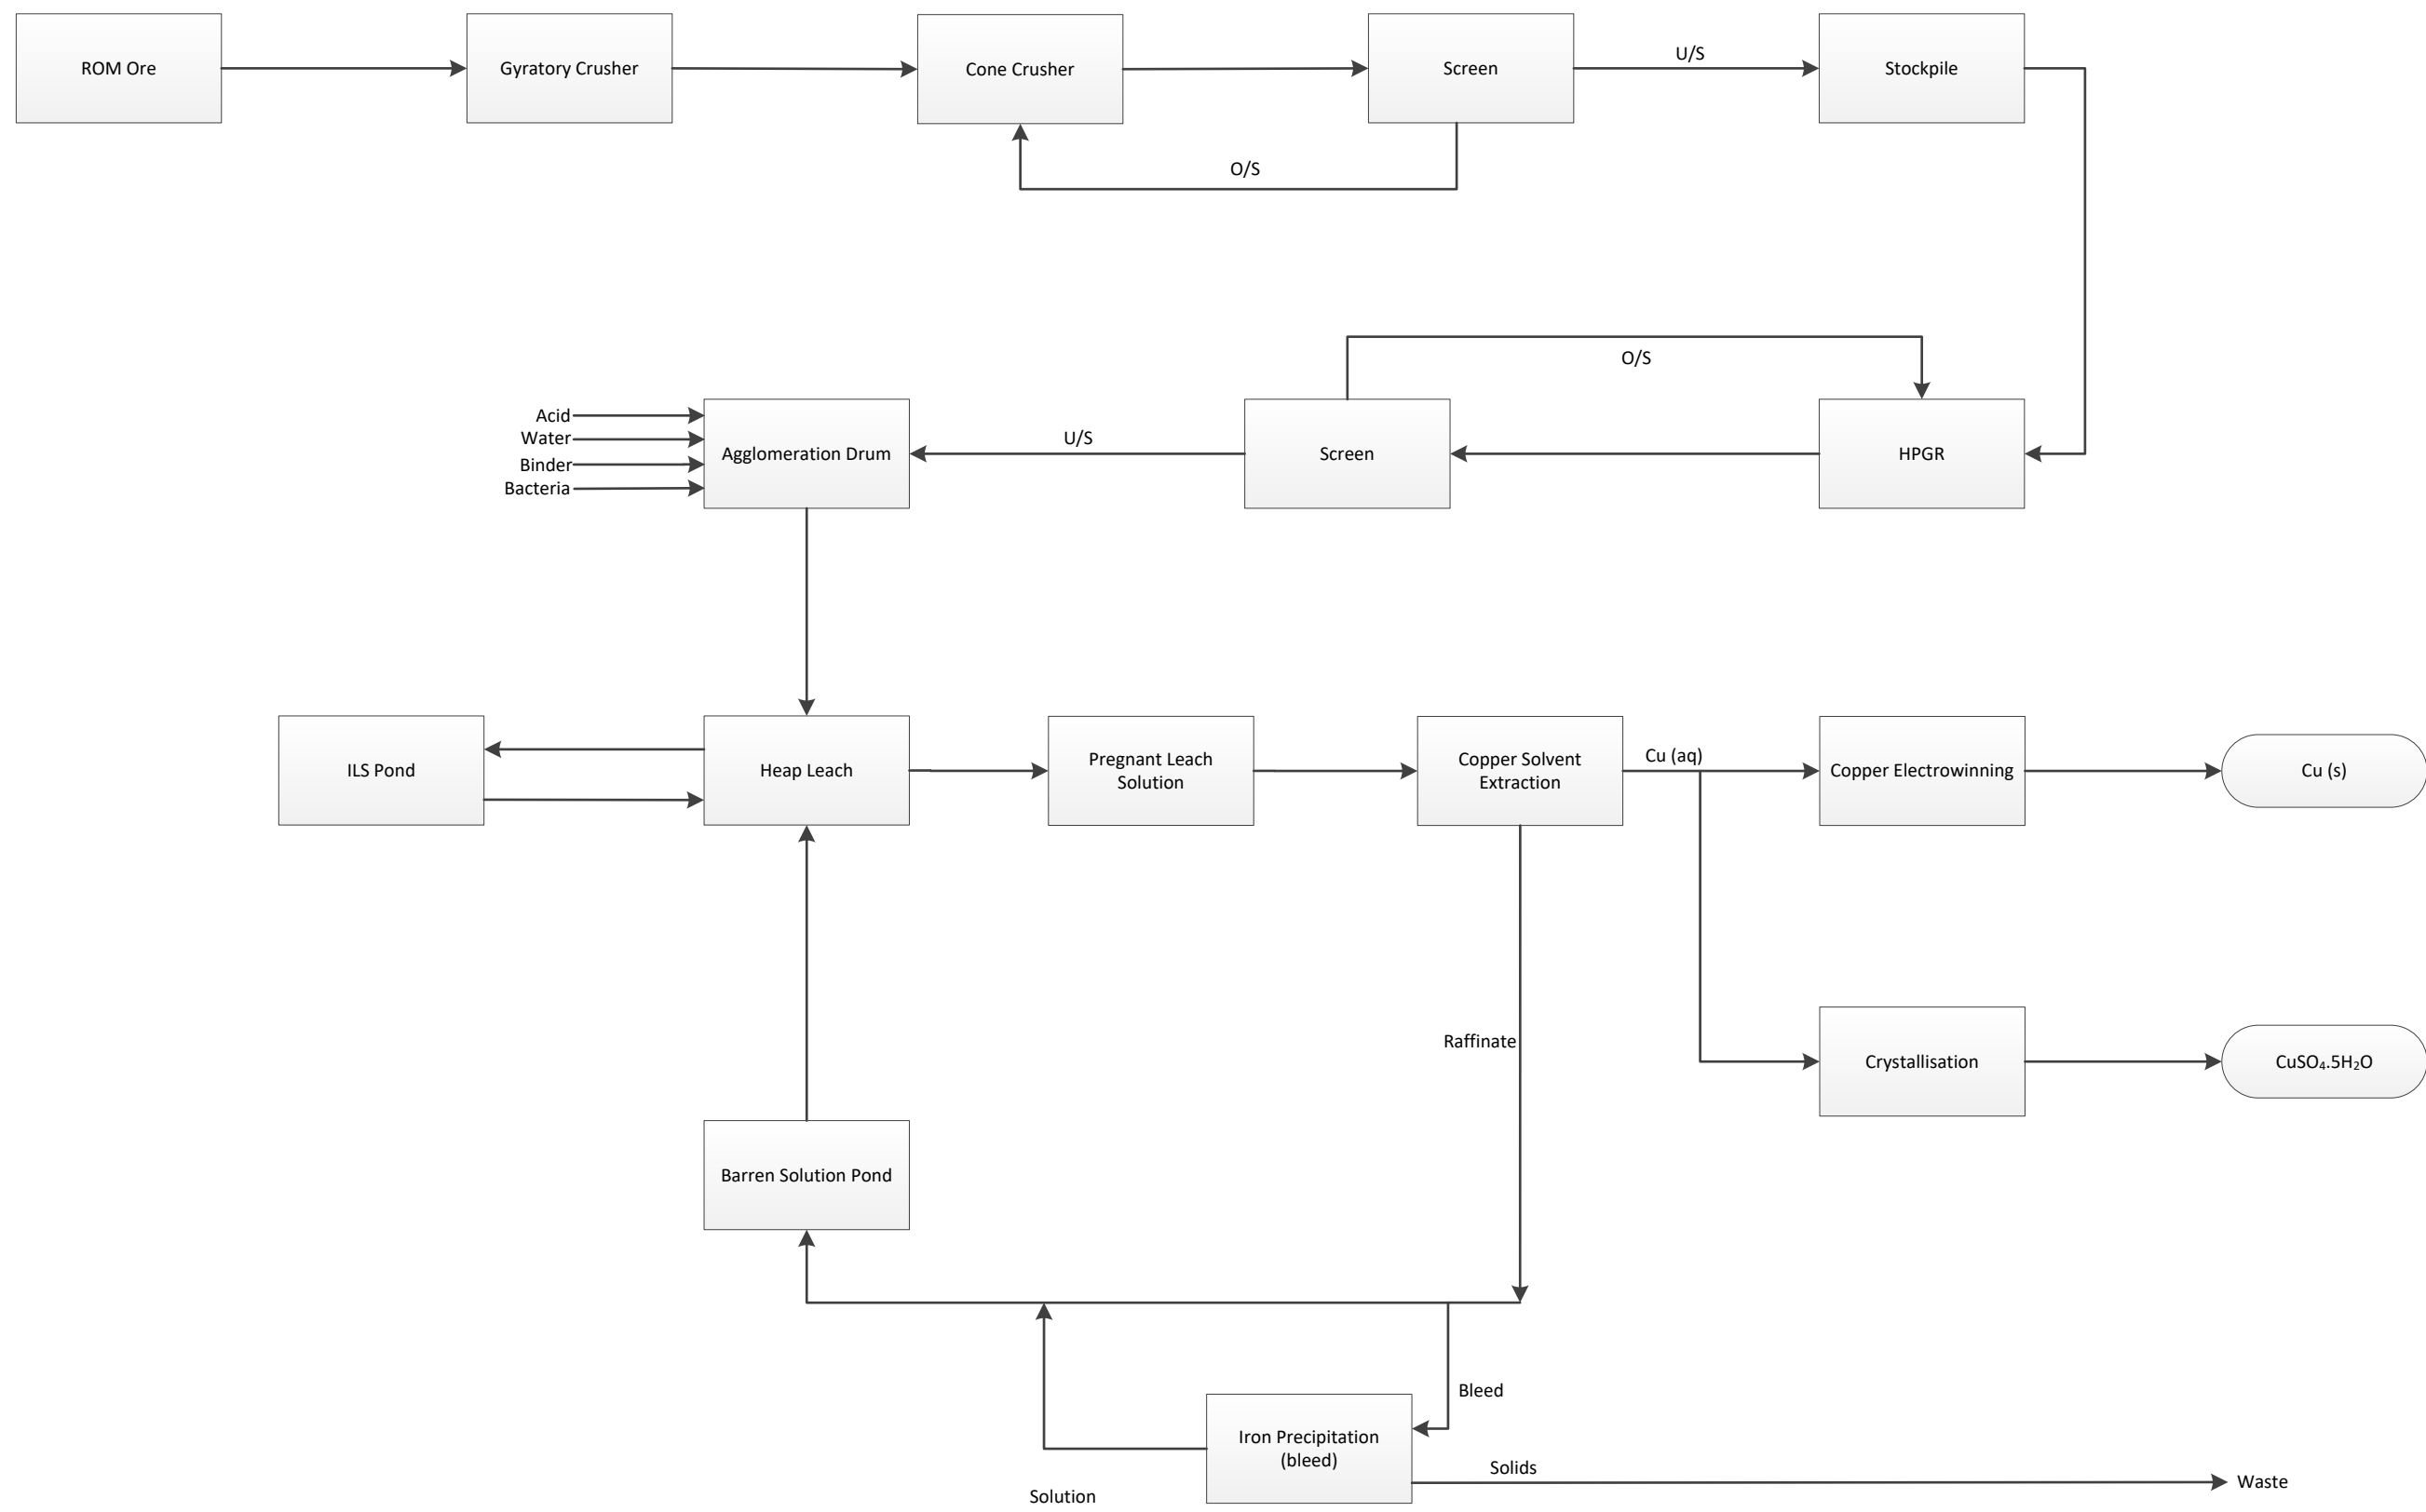 ROM Ore
Gyratory Crusher
Cone Crusher
Screen
U/S
Stockpile
O/S
O/S
Acid
Water
Binder
Bacteria
Agglomeration Drum
U/S
Screen
HPGR
ILS Pond
Heap Leach
Pregnant Leach
Solution
Copper Solvent
Extraction
Cu (aq)
Copper Electrowinning
Cu (s)
Raffinate
Crystallisation
CuSO₄.5H₂O
Barren Solution Pond
Bleed
Iron Precipitation
(bleed)
Solids
Waste
Solution